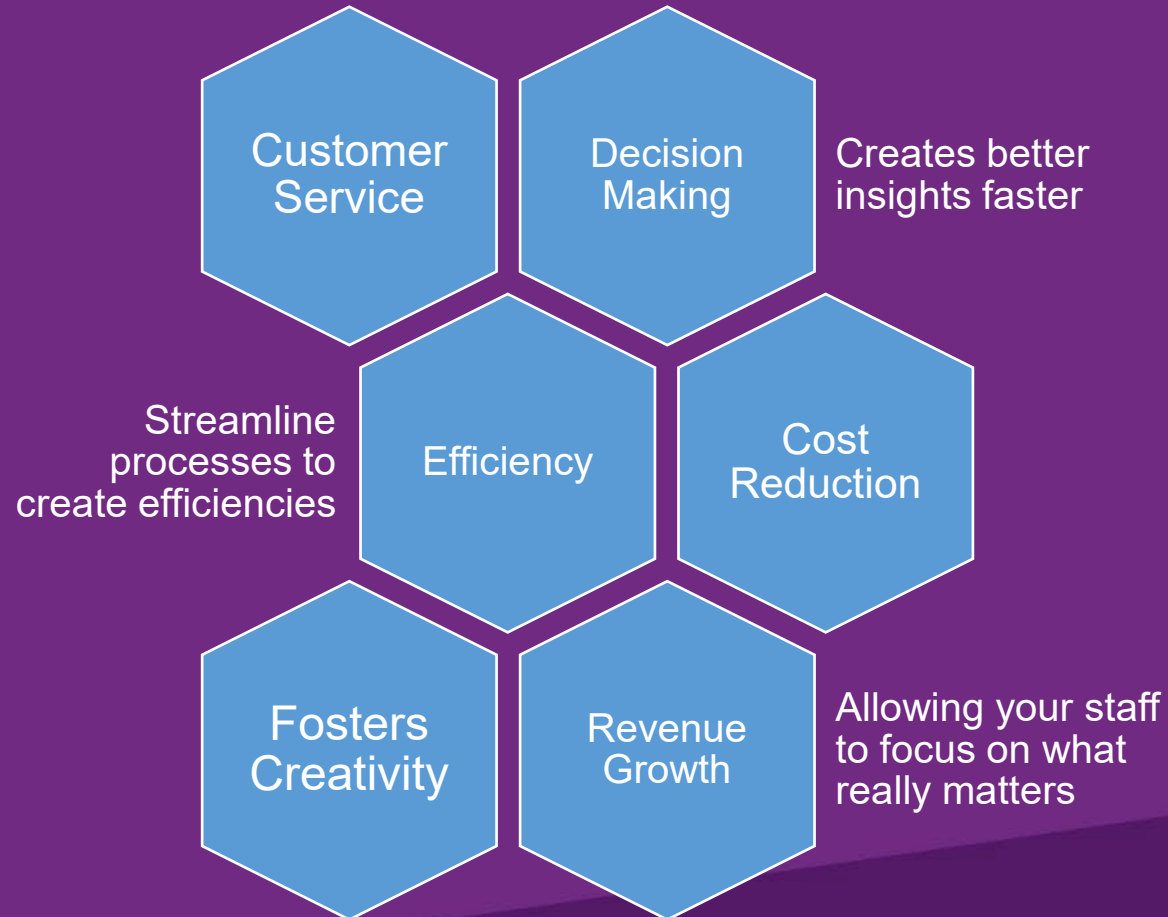 Customer
Service
Decision
Making
Creates better
insights faster
Streamline
processes to
create efficiencies
Efficiency
Cost
Reduction
Fosters
Creativity
Revenue
Growth
Allowing your staff
to focus on what
really matters